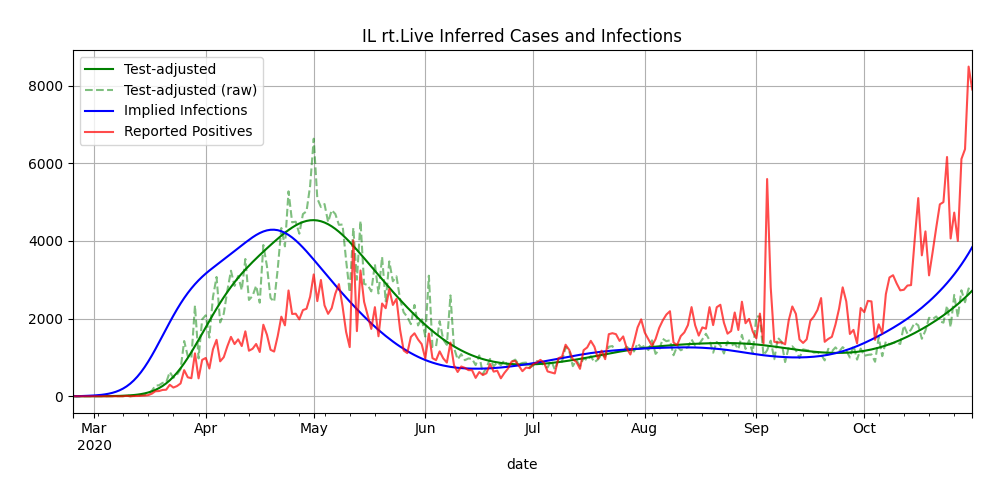 IL rt.Live Inferred Cases and Infections
Test-adjusted
Test-adjusted (raw)
Implied Infections
Reported Positives
8000
6000
4000
2000
0
Mar Apr May Jun Jul Aug Sep Oct
2020
date